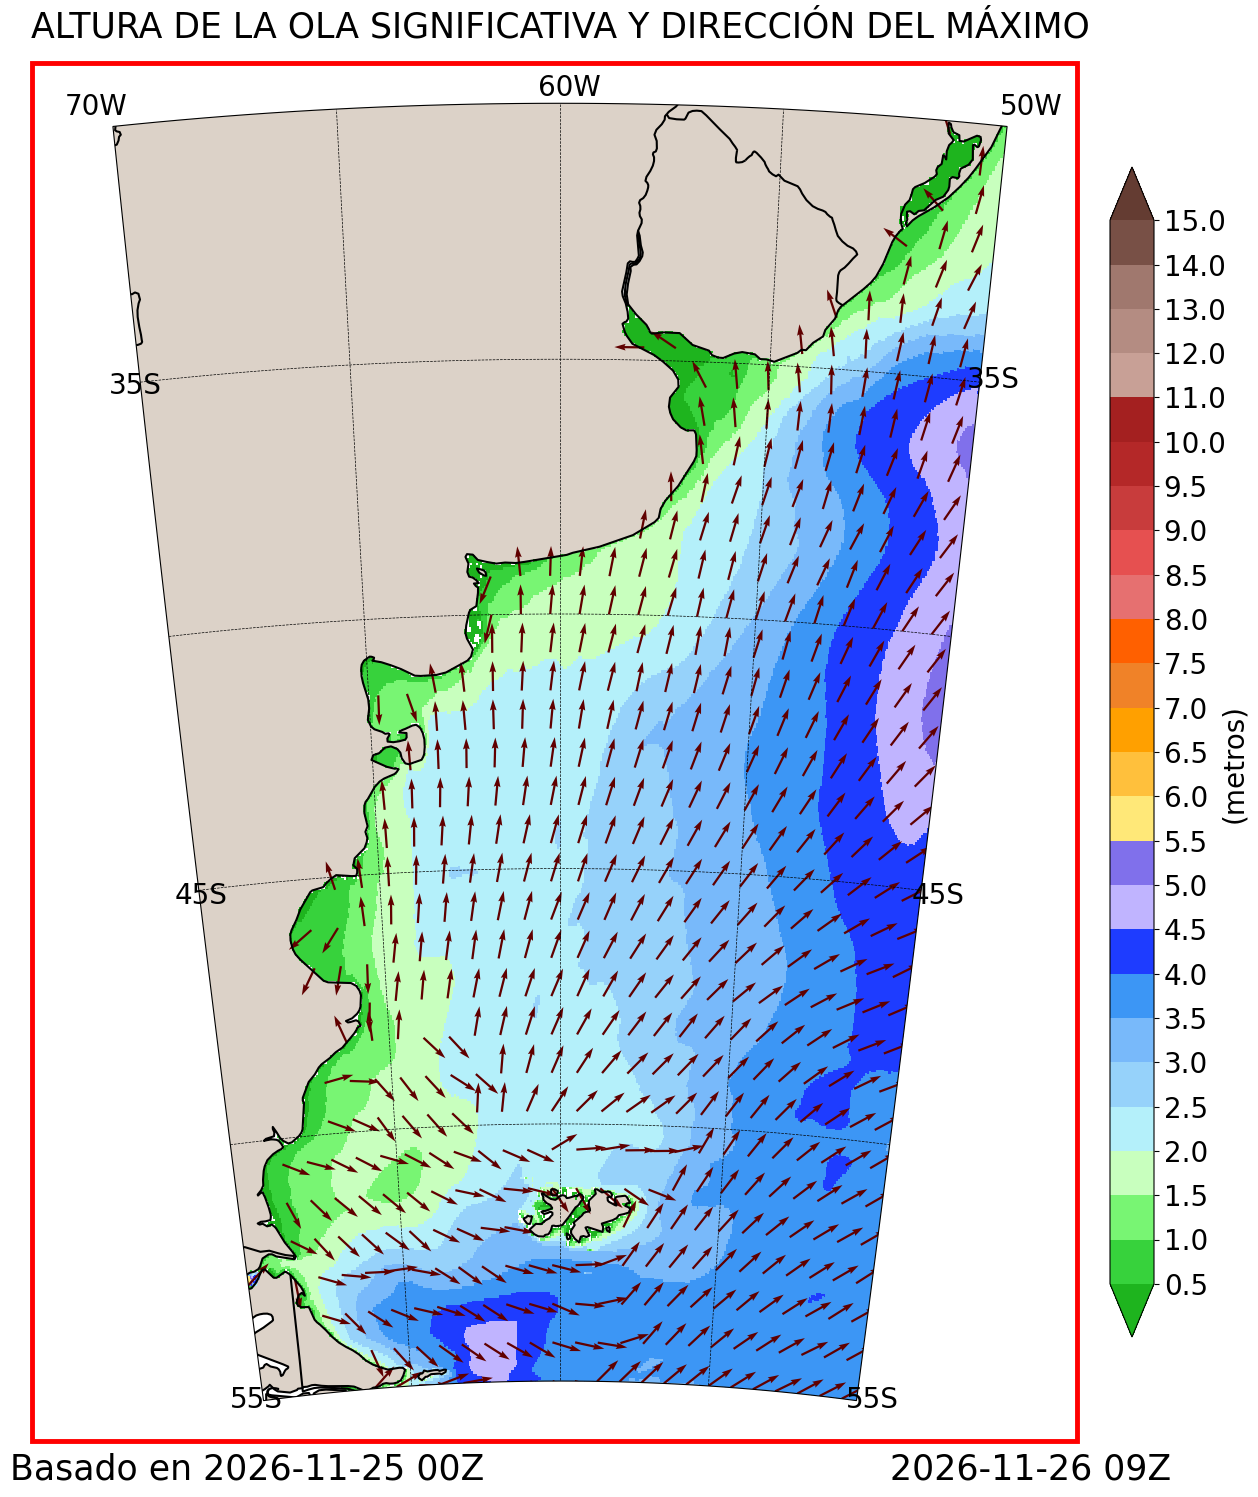 ALTURA DE LA OLA SIGNIFICATIVA Y DIRECCIÓN DEL MÁXIMO
70W
60W
50W
35S
35S
45S
45S
55S
55S
15.0
14.0
13.0
12.0
11.0
10.0
9.5
9.0
8.5
8.0
7.5
7.0
6.5
6.0
5.5
5.0
4.5
4.0
3.5
3.0
2.5
2.0
1.5
1.0
0.5
(metros)
Basado en 2026-11-25 00Z
2026-11-26 09Z